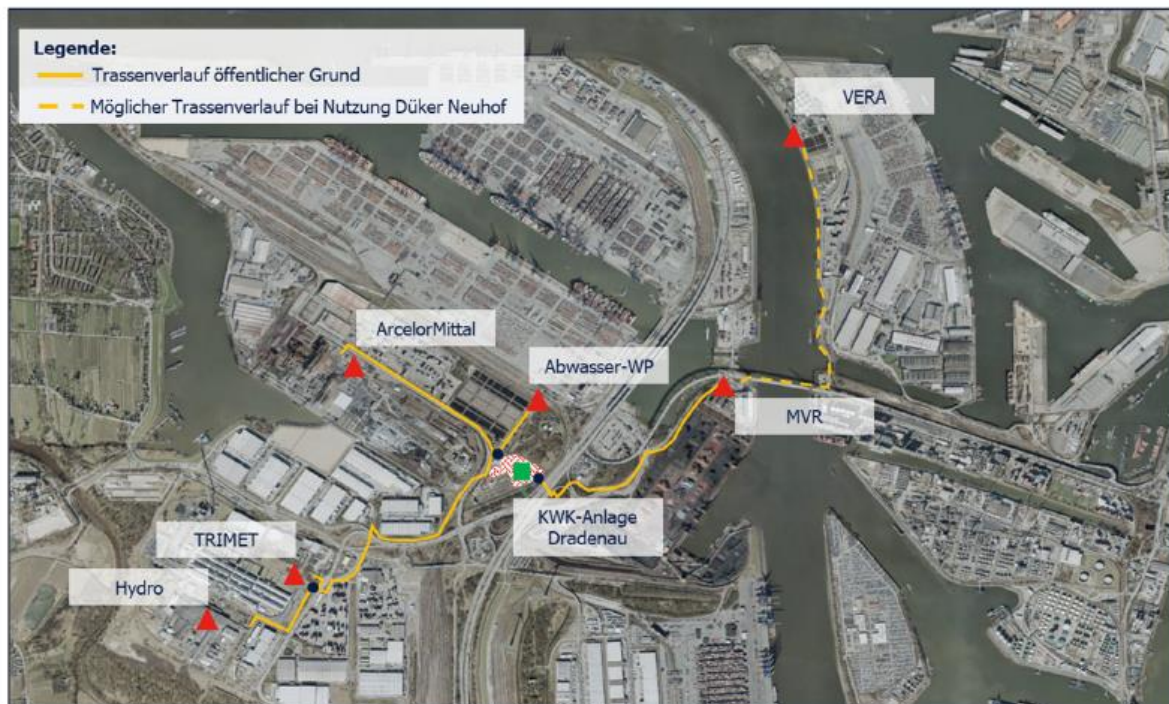 Legende:
Trassenverlauf öffentlicher Grund
Möglicher Trassenverlauf bei Nutzung Düker Neuhof
VERA
ArcelorMittal
Abwasser-WP
MVR
KWK-Anlage
Dradenau
TRIMET
Hydro